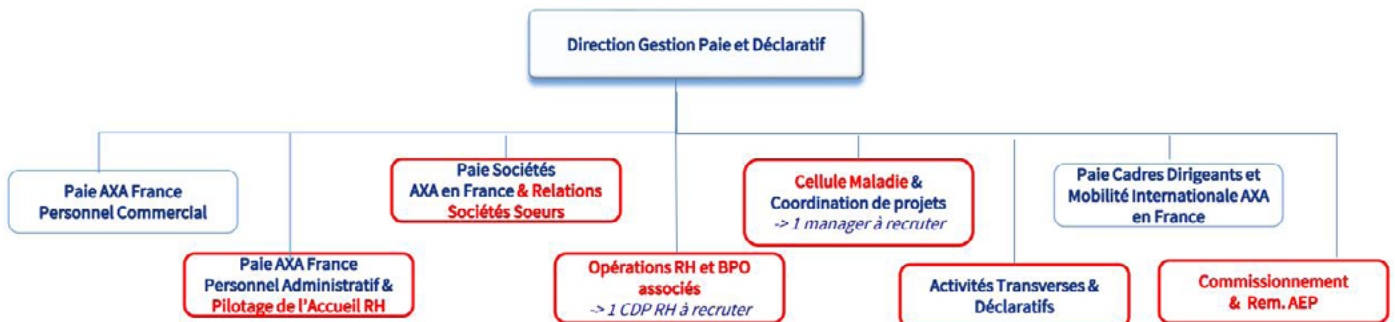 Direction Gestion Paie et Déclaratif
Paie AXA France
Personnel Commercial
Paie Sociétés
AXA en France & Relations
Sociétés Soeurs
Cellule Maladie &
Coordination de projets
-> 1 manager à recruter
Paie Cadres Dirigeants et
Mobilité Internationale AXA
en France
Paie AXA France
Personnel Administratif &
Pilotage de l'Accueil RH
Opérations RH et BPO
associés
-> 1 CDP RH à recruter
Activités Transverses &
Déclaratifs
Commissionnement
& Rem. AEP